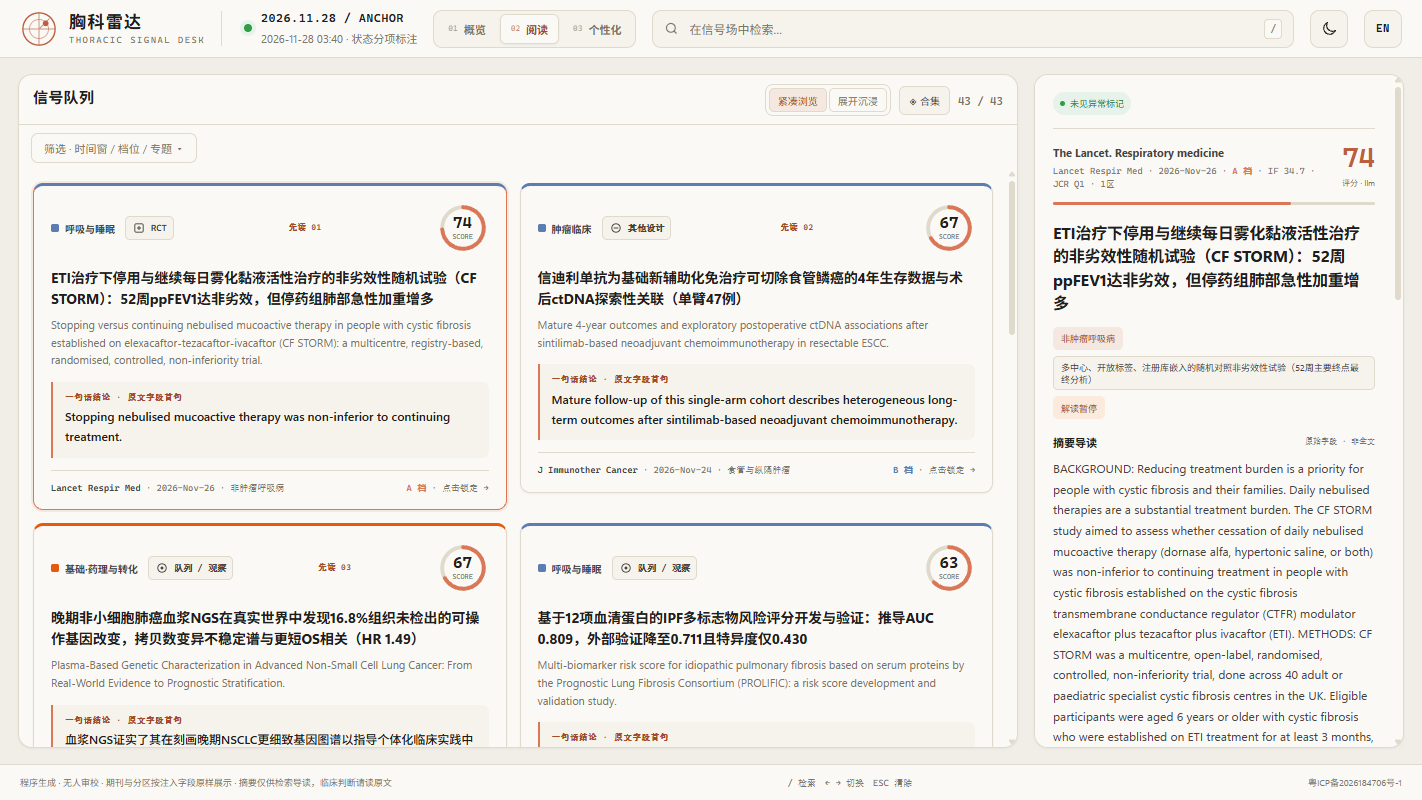 胸科雷达
THORACIC SIGNAL DESK
2026.11.28 / ANCHOR
2026-11-28 03:40 · 状态分项标注
01 概览
02 阅读
03 个性化
在信号场中检索...
/
EN
信号队列
紧凑浏览
展开沉浸
合集
43 / 43
筛选 · 时间窗 / 档位 / 专题
呼吸与睡眠
RCT
先读 01
74
SCORE
ETI治疗下停用与继续每日雾化黏液活性治疗的非劣效性随机试验（CF
STORM）：52周ppFEV1达非劣效，但停药组肺部急性加重增多
Stopping versus continuing nebulised mucoactive therapy in people with cystic fibrosis
established on elexacaftor-tezacaftor-ivacaftor (CF STORM): a multicentre, registry-based,
randomised, controlled, non-inferiority trial.
一句话结论 · 原文字段首句
Stopping nebulised mucoactive therapy was non-inferior to continuing
treatment.
Lancet Respir Med · 2026-Nov-26 · 非肿瘤呼吸病
A 档 · 点击锁定 →
肿瘤临床
其他设计
先读 02
67
SCORE
信迪利单抗为基础新辅助化免治疗可切除食管鳞癌的4年生存数据与术
后ctDNA探索性关联（单臂47例）
Mature 4-year outcomes and exploratory postoperative ctDNA associations after
sintilimab-based neoadjuvant chemoimmunotherapy in resectable ESCC.
一句话结论 · 原文字段首句
Mature follow-up of this single-arm cohort describes heterogeneous long-
term outcomes after sintilimab-based neoadjuvant chemoimmunotherapy.
J Immunother Cancer · 2026-Nov-24 · 食管与纵隔肿瘤
B 档 · 点击锁定 →
基础·药理与转化
队列 / 观察
先读 03
67
SCORE
晚期非小细胞肺癌血浆NGS在真实世界中发现16.8%组织未检出的可操
作基因改变，拷贝数变异不稳定谱与更短OS相关（HR 1.49）
Plasma-Based Genetic Characterization in Advanced Non-Small Cell Lung Cancer: From
Real-World Evidence to Prognostic Stratification.
一句话结论 · 原文字段首句
血浆NGS证实了其在刻画晚期NSCLC更细致基因图谱以指导个体化临床实践中
呼吸与睡眠
队列 / 观察
63
SCORE
基于12项血清蛋白的IPF多标志物风险评分开发与验证：推导AUC
0.809，外部验证降至0.711且特异度仅0.430
Multi-biomarker risk score for idiopathic pulmonary fibrosis based on serum proteins by
the Prognostic Lung Fibrosis Consortium (PROLIFIC): a risk score development and
validation study.
一句话结论 · 原文字段首句
未见异常标记
The Lancet. Respiratory medicine
Lancet Respir Med · 2026-Nov-26 · A 档 · IF 34.7 ·
JCR Q1 · 1区
74
评分 · llm
ETI治疗下停用与继续每日雾化黏液活性治疗
的非劣效性随机试验（CF STORM）：52周
ppFEV1达非劣效，但停药组肺部急性加重增
多
非肿瘤呼吸病
多中心、开放标签、注册库嵌入的随机对照非劣效性试验（52周主要终点最
终分析）
解读暂停
摘要导读
原始字段 · 非全文
BACKGROUND: Reducing treatment burden is a priority for
people with cystic fibrosis and their families. Daily nebulised
therapies are a substantial treatment burden. The CF STORM
study aimed to assess whether cessation of daily nebulised
mucoactive therapy (dornase alfa, hypertonic saline, or both)
was non-inferior to continuing treatment in people with
cystic fibrosis established on the cystic fibrosis
transmembrane conductance regulator (CFTR) modulator
elexacaftor plus tezacaftor plus ivacaftor (ETI). METHODS: CF
STORM was a multicentre, open-label, randomised,
controlled, non-inferiority trial, done across 40 adult or
paediatric specialist cystic fibrosis centres in the UK. Eligible
participants were aged 6 years or older with cystic fibrosis
who were established on ETI treatment for at least 3 months,
程序生成 · 无人审校 · 期刊与分区按注入字段原样展示 · 摘要仅供检索导读，临床判断请读原文
/ 检索 ← → 切换 ESC 清除
粤ICP备2026184706号-1